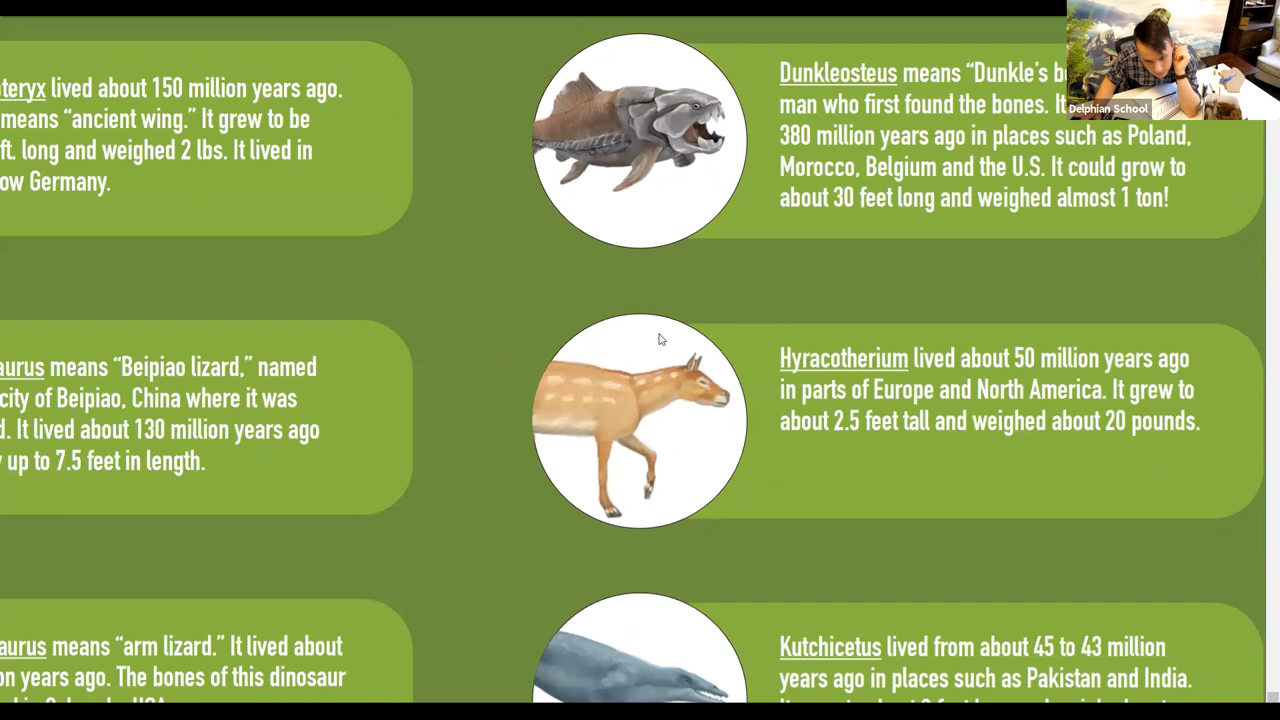 teryx lived about 150 million years ago.
means “ancient wing.” It grew to be
ft. long and weighed 2 lbs. It lived in
ow Germany.
Dunkleosteus means “Dunkle’s b
man who first found the bones. It
380 million years ago in places such as Poland,
Morocco, Belgium and the U.S. It could grow to
about 30 feet long and weighed almost 1 ton!
Delphian School
aurus means “Beipiao lizard,” named
city of Beipiao, China where it was
d. It lived about 130 million years ago
up to 7.5 feet in length.
Hyracotherium lived about 50 million years ago
in parts of Europe and North America. It grew to
about 2.5 feet tall and weighed about 20 pounds.
aurus means “arm lizard.” It lived about
on years ago. The bones of this dinosaur
Kutchicetus lived from about 45 to 43 million
years ago in places such as Pakistan and India.